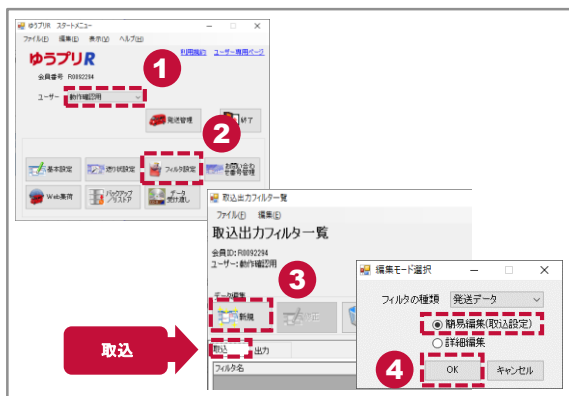 ゆうプリR スタートメニュー
ファイル(F) 編集(E) 表示(V) ヘルプ(H)
ゆうプリR
利用規約 ユーザー専用ページ
会員番号 R0092294
1
ユーザー 動作確認用
発送管理 終了
2
基本設定 送り状設定 フィルタ設定 お問い合わせ番号管理
Web集荷 バックアップ/リストア データ受け渡し
取込出力フィルタ一覧
ファイル(F) 編集(E)
取込出力フィルタ一覧
会員ID:R0092294
ユーザー:動作確認用
3
データ編集
新規
取込 出力
フィルタ名
取込
編集モード選択
フィルタの種類 発送データ
簡易編集(取込設定)
詳細編集
4
OK キャンセル